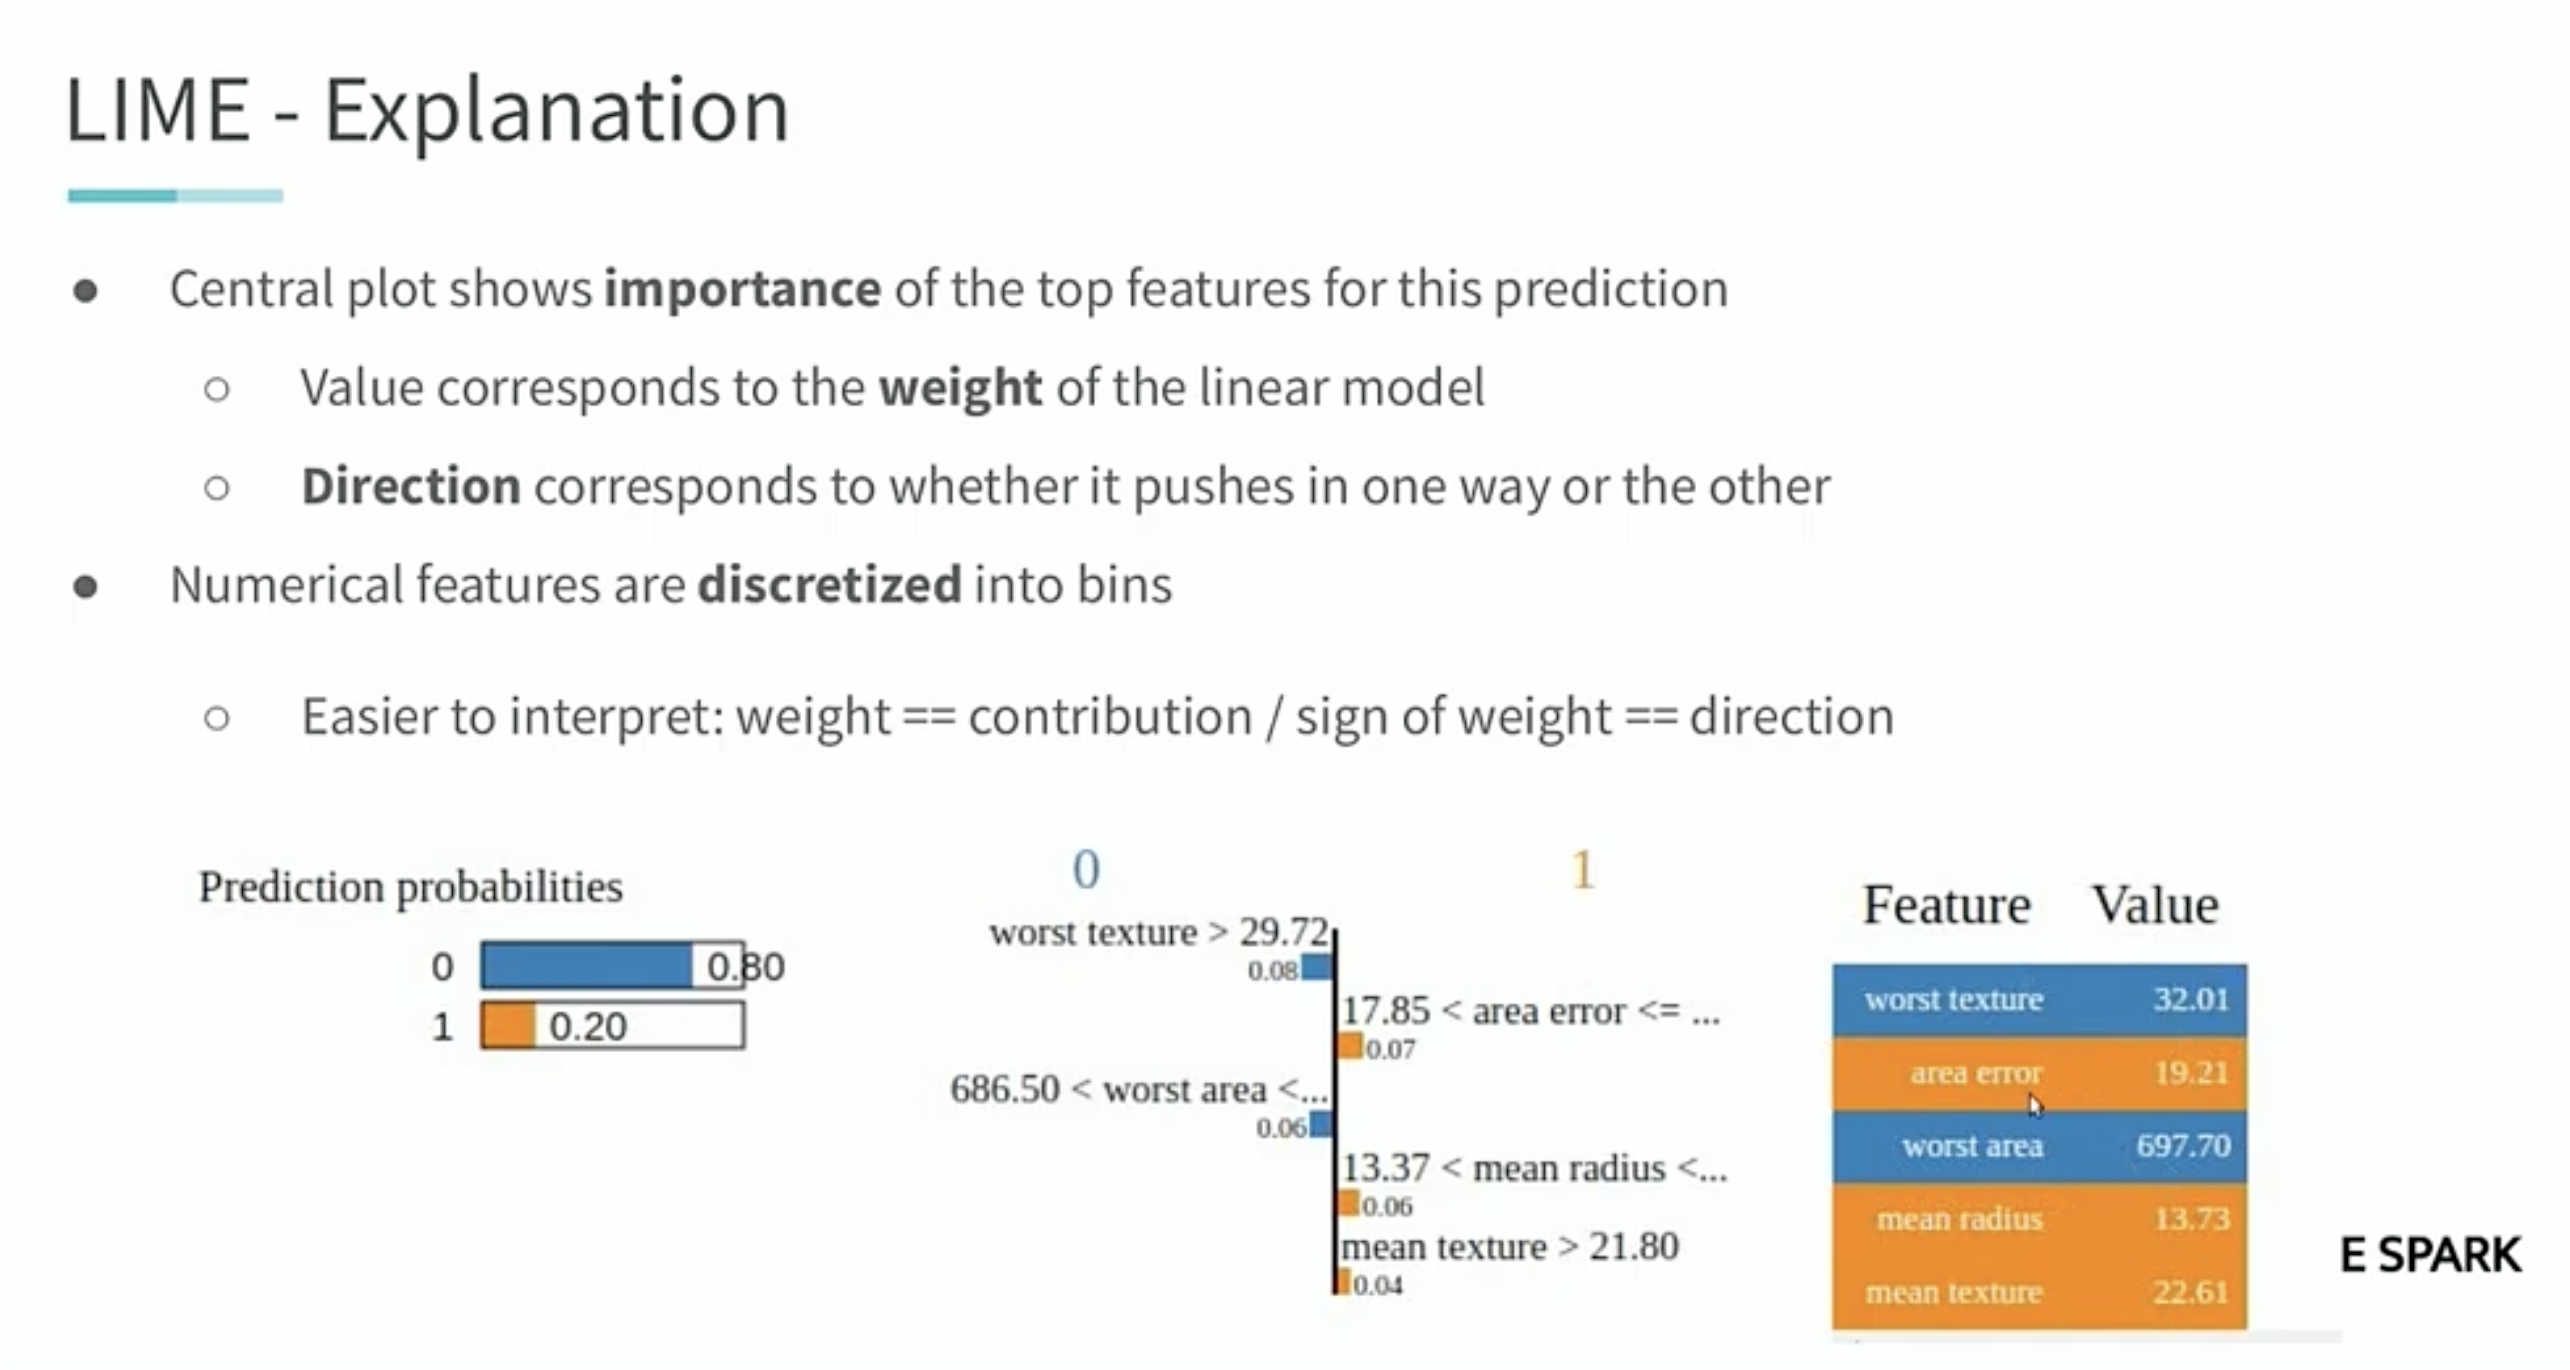 LIME - Explanation
● Central plot shows importance of the top features for this prediction
○ Value corresponds to the weight of the linear model
○ Direction corresponds to whether it pushes in one way or the other
● Numerical features are discretized into bins
○ Easier to interpret: weight == contribution / sign of weight == direction
Prediction probabilities
0 0.80
1 0.20
0 1
worst texture > 29.72
0.08
17.85 < area error <= ...
0.07
686.50 < worst area <...
0.06
13.37 < mean radius <...
0.06
mean texture > 21.80
0.04
Feature Value
worst texture 32.01
area error 19.21
worst area 697.70
mean radius 13.73
mean texture 22.61
E SPARK